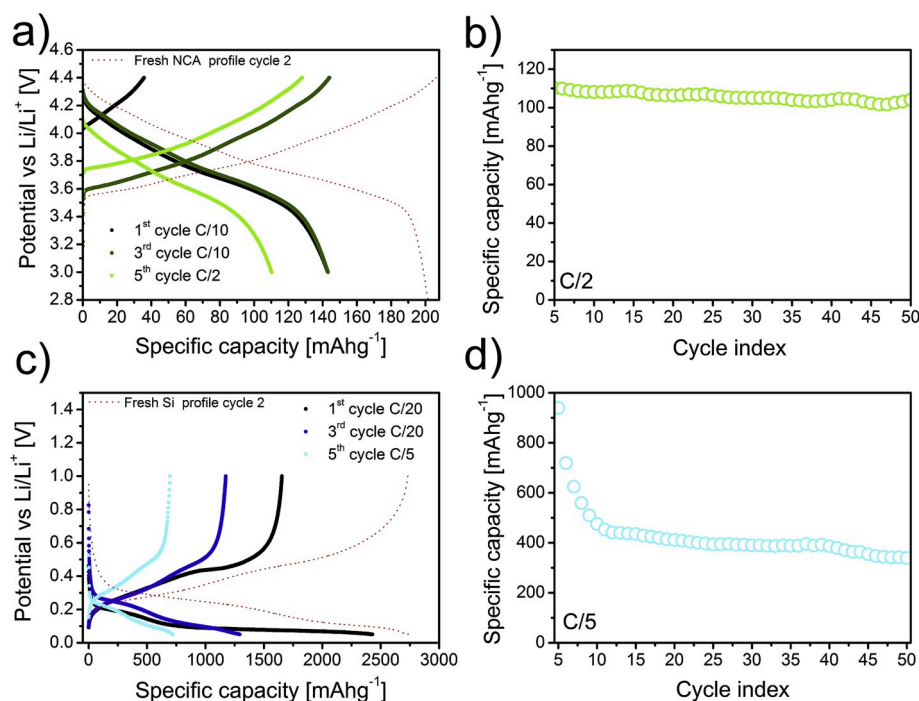 a)
Potential vs Li/Li⁺ [V]
4.6
4.4
4.2
4.0
3.8
3.6
3.4
3.2
3.0
2.8
Fresh NCA profile cycle 2
1ˢᵗ cycle C/10
3ʳᵈ cycle C/10
5ᵗʰ cycle C/2
0 20 40 60 80 100 120 140 160 180 200
Specific capacity [mAhg⁻¹]
b)
Specific capacity [mAhg⁻¹]
120
100
80
60
40
20
0
C/2
5 10 15 20 25 30 35 40 45 50
Cycle index
c)
Potential vs Li/Li⁺ [V]
1.4
1.2
1.0
0.8
0.6
0.4
0.2
0.0
Fresh Si profile cycle 2
1ˢᵗ cycle C/20
3ʳᵈ cycle C/20
5ᵗʰ cycle C/5
0 500 1000 1500 2000 2500 3000
Specific capacity [mAhg⁻¹]
d)
Specific capacity [mAhg⁻¹]
1000
800
600
400
200
0
C/5
5 10 15 20 25 30 35 40 45 50
Cycle index